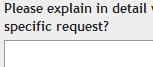 Please explain in detail
specific request?